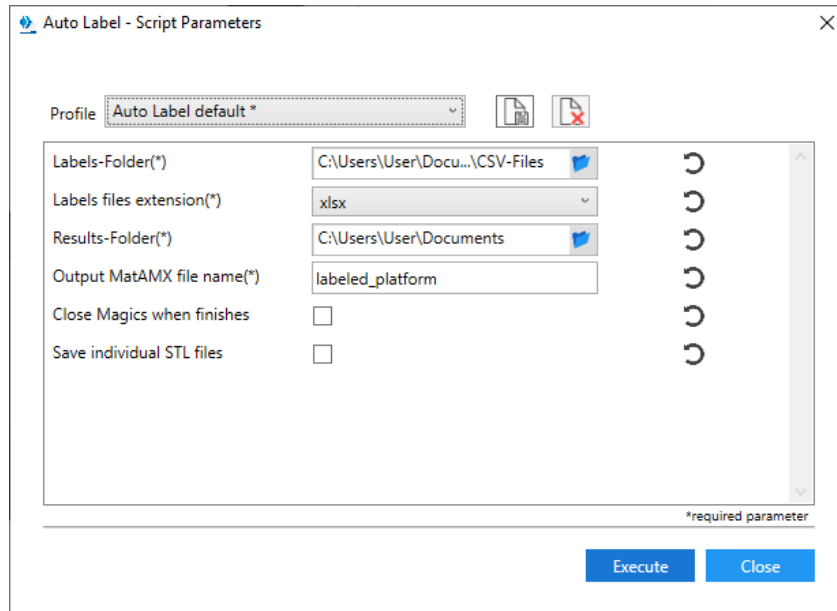 Auto Label - Script Parameters
Profile Auto Label default *
Labels-Folder(*) C:\Users\User\Docu...\CSV-Files
Labels files extension(*) xlsx
Results-Folder(*) C:\Users\User\Documents
Output MatAMX file name(*) labeled_platform
Close Magics when finishes
Save individual STL files
*required parameter
Execute Close